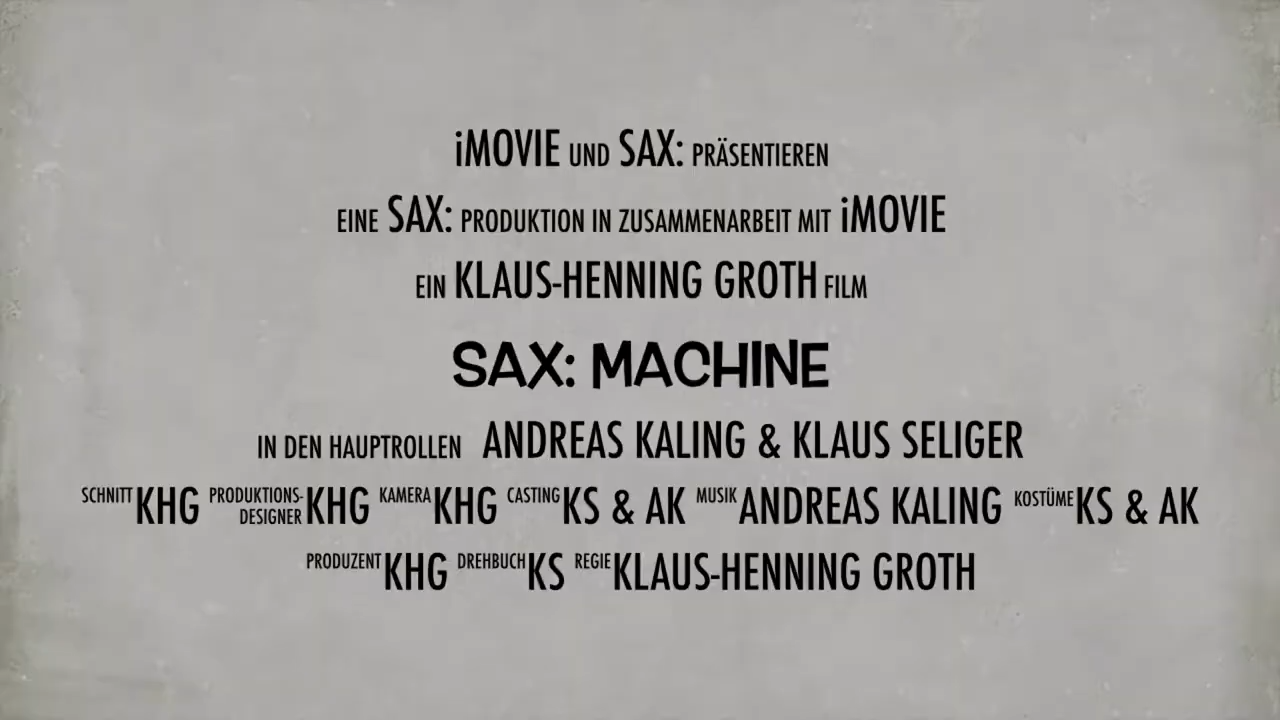 iMOVIE UND SAX: PRÄSENTIEREN
EINE SAX: PRODUKTION IN ZUSAMMENARBEIT MIT iMOVIE
EIN KLAUS-HENNING GROTH FILM
SAX: MACHINE
IN DEN HAUPTROLLEN ANDREAS KALING & KLAUS SELIGER
SCHNITT KHG PRODUKTIONS-DESIGNER KHG KAMERA KHG CASTING KS & AK MUSIK ANDREAS KALING KOSTÜME KS & AK
PRODUZENT KHG DREHBUCH KS REGIE KLAUS-HENNING GROTH